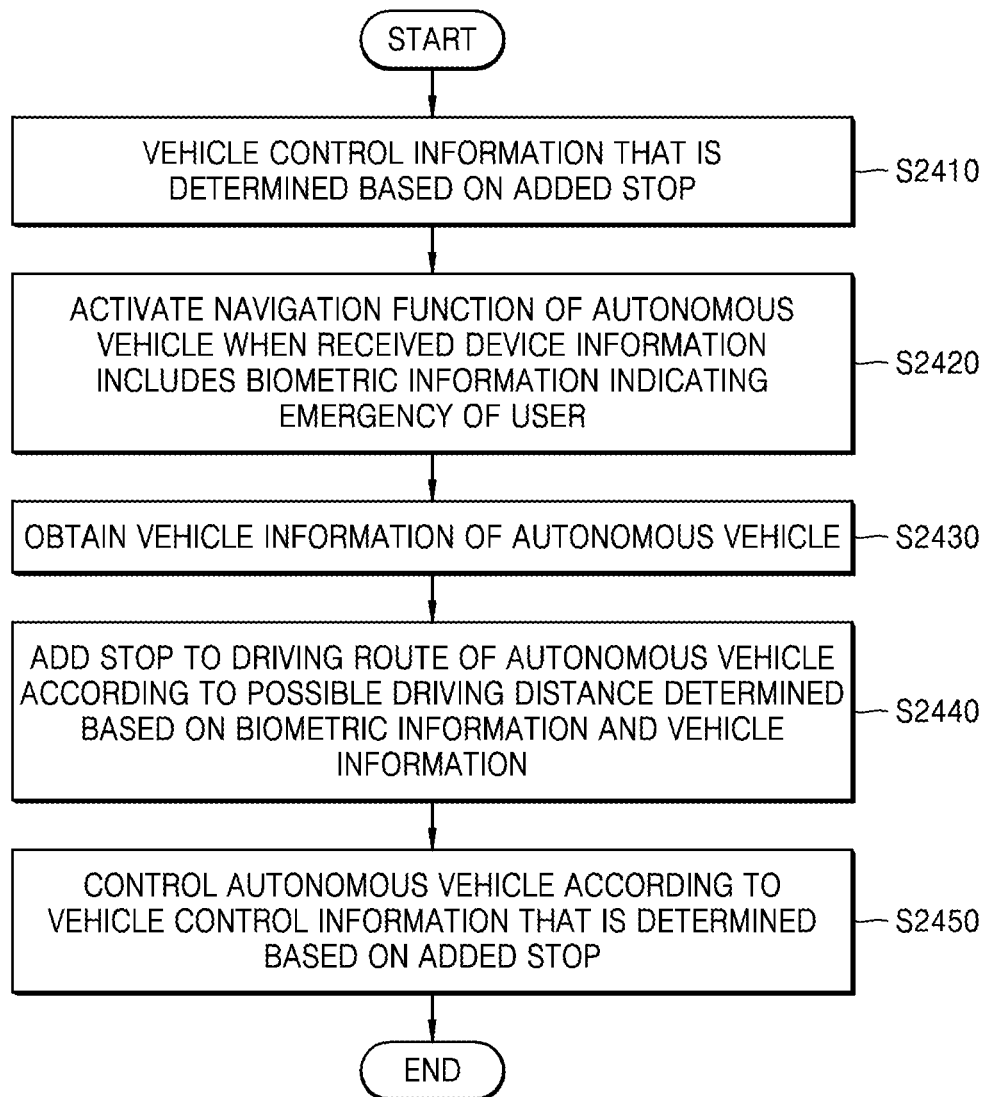 START
VEHICLE CONTROL INFORMATION THAT IS
DETERMINED BASED ON ADDED STOP
S2410
ACTIVATE NAVIGATION FUNCTION OF AUTONOMOUS
VEHICLE WHEN RECEIVED DEVICE INFORMATION
INCLUDES BIOMETRIC INFORMATION INDICATING
EMERGENCY OF USER
S2420
OBTAIN VEHICLE INFORMATION OF AUTONOMOUS VEHICLE
S2430
ADD STOP TO DRIVING ROUTE OF AUTONOMOUS VEHICLE
ACCORDING TO POSSIBLE DRIVING DISTANCE DETERMINED
BASED ON BIOMETRIC INFORMATION AND VEHICLE
INFORMATION
S2440
CONTROL AUTONOMOUS VEHICLE ACCORDING TO
VEHICLE CONTROL INFORMATION THAT IS DETERMINED
BASED ON ADDED STOP
S2450
END